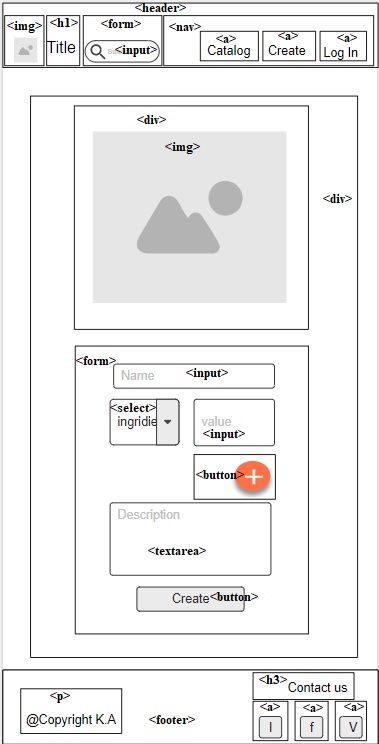 <header>
<img> <h1> <form> <nav>
<a> <a> <a>
Title <input> Catalog Create Log In
<div>
<img>
<div>
<form>
Name <input>
<select>
ingridie value
<input>
<button> +
Description
<textarea>
Create <button>
<h3> Contact us
<p> <a> <a> <a>
@Copyright K.A <footer> I f V